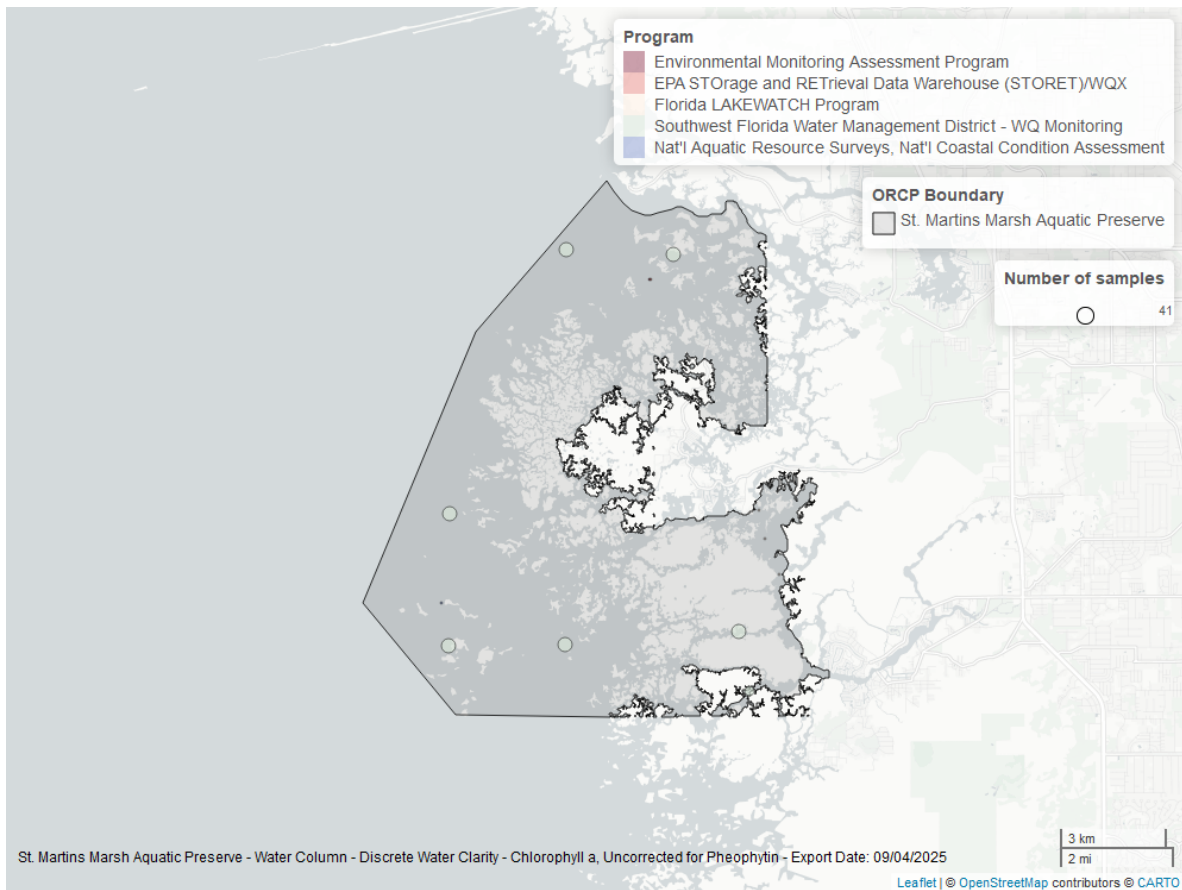 Program
Environmental Monitoring Assessment Program
EPA STOrage and RETrieval Data Warehouse (STORET)/WQX
Florida LAKEWATCH Program
Southwest Florida Water Management District - WQ Monitoring
Nat'l Aquatic Resource Surveys, Nat'l Coastal Condition Assessment
ORCP Boundary
St. Martins Marsh Aquatic Preserve
Number of samples
41
3 km
2 mi
St. Martins Marsh Aquatic Preserve - Water Column - Discrete Water Clarity - Chlorophyll a, Uncorrected for Pheophytin - Export Date: 09/04/2025
Leaflet | © OpenStreetMap contributors © CARTO